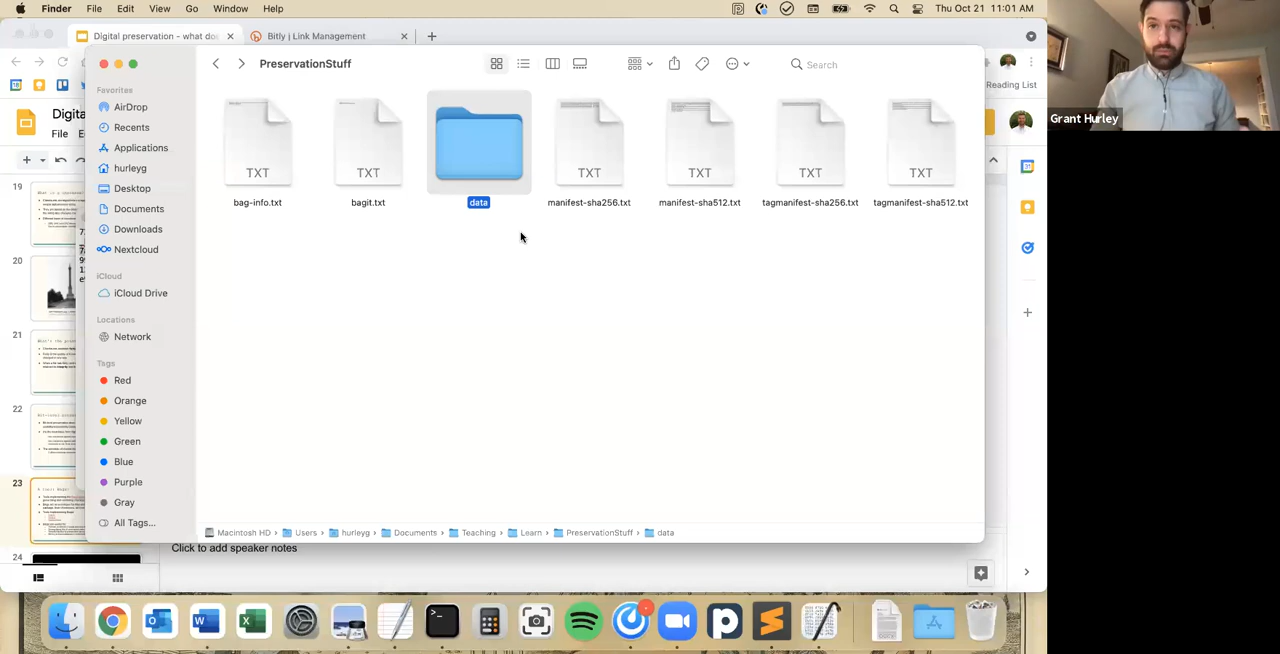 Finder File Edit View Go Window Help Thu Oct 21 11:01 AM
Digital preservation - what do Bitly | Link Management
Reading List
Digita
File
PreservationStuff
Search
Favorites
AirDrop
Recents
Applications
hurleyg
Desktop
Documents
Downloads
Nextcloud
iCloud
iCloud Drive
Locations
Network
Tags
Red
Orange
Yellow
Green
Blue
Purple
Gray
All Tags...
TXT TXT TXT TXT TXT TXT
bag-info.txt bagit.txt data manifest-sha256.txt manifest-sha512.txt tagmanifest-sha256.txt tagmanifest-sha512.txt
Macintosh HD › Users › hurleyg › Documents › Teaching › Learn › PreservationStuff › data
19
20
21
22
23
24
Click to add speaker notes
Grant Hurley